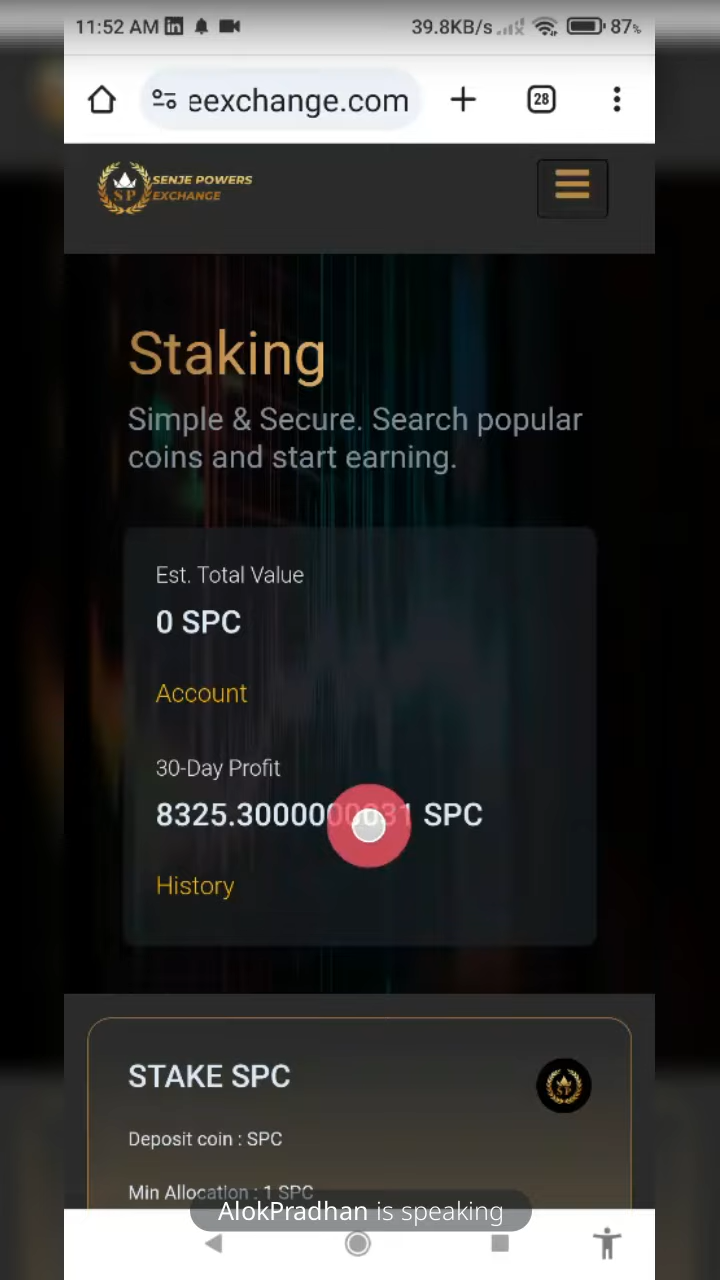 11:52 AM
39.8KB/s
87%
eexchange.com
28
SENJE POWERS
EXCHANGE
SP
Staking
Simple & Secure. Search popular
coins and start earning.
Est. Total Value
0 SPC
Account
30-Day Profit
8325.3000000031 SPC
History
STAKE SPC
SP
Deposit coin : SPC
Min Allocation : 1 SPC
AlokPradhan is speaking